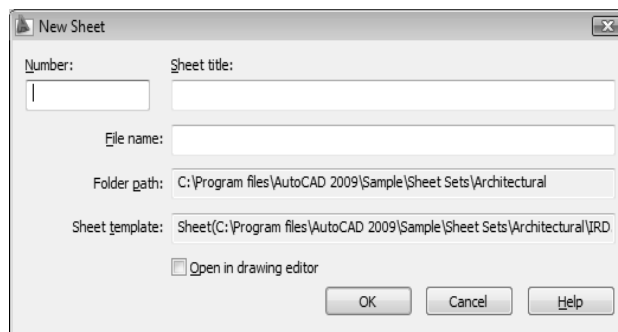 New Sheet
Number: Sheet title:
File name:
Folder path: C:\Program files\AutoCAD 2009\Sample\Sheet Sets\Architectural
Sheet template: Sheet(C:\Program files\AutoCAD 2009\Sample\Sheet Sets\Architectural\IRD
Open in drawing editor
OK Cancel Help